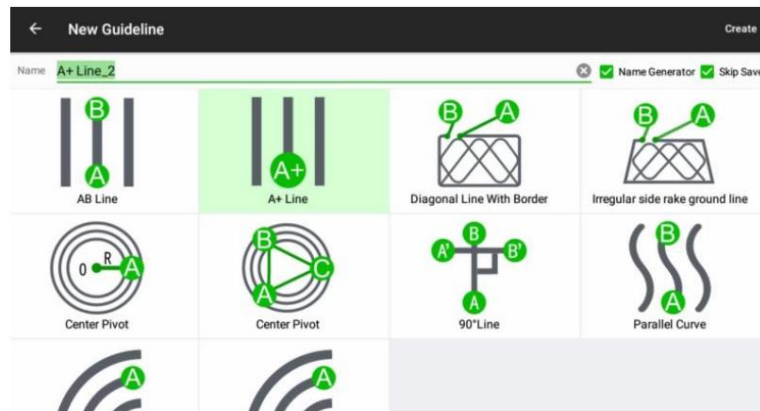 New Guideline
Create
Name A+ Line_2
Name Generator
Skip Save
B
A
AB Line
A+
A+ Line
B A
Diagonal Line With Border
B A
Irregular side rake ground line
O R A
Center Pivot
B
C
A
Center Pivot
B
A' B'
A
90°Line
B
A
Parallel Curve
A
A